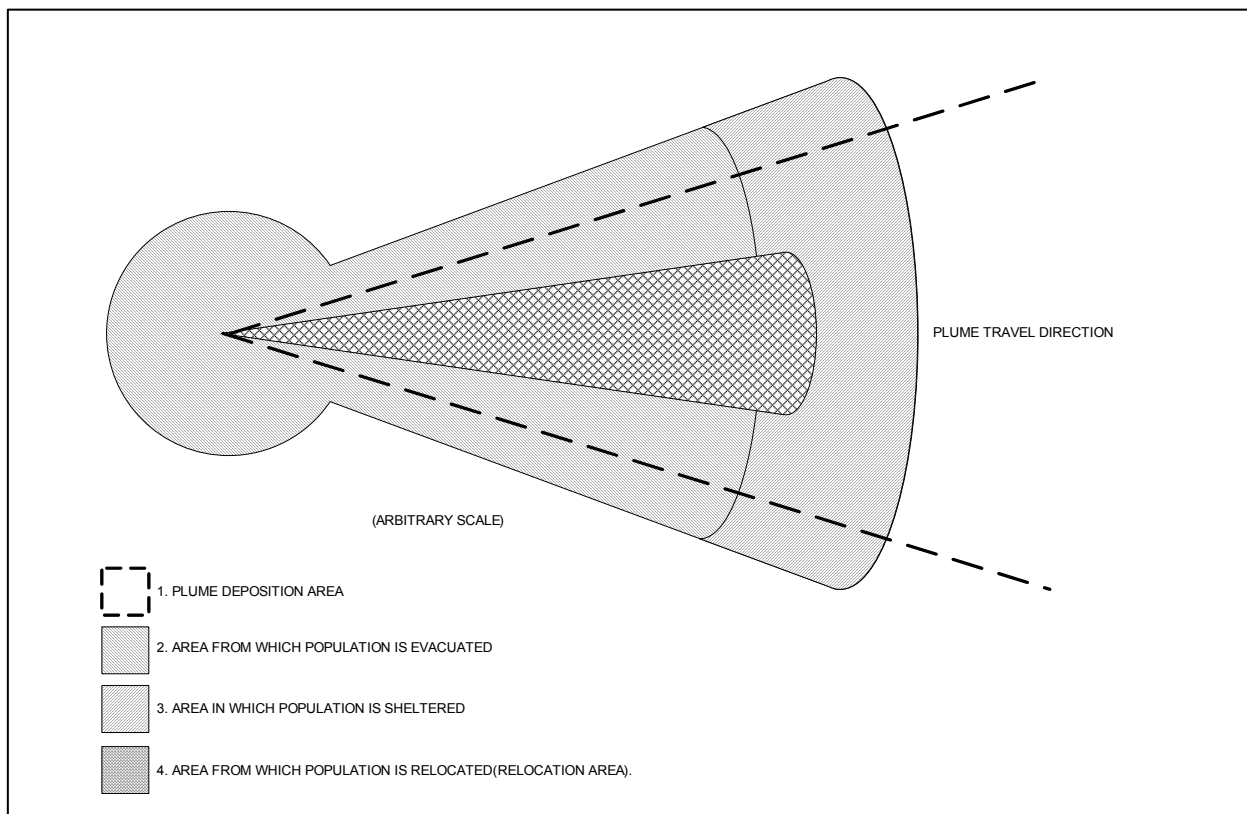 PLUME TRAVEL DIRECTION
(ARBITRARY SCALE)
1. PLUME DEPOSITION AREA
2. AREA FROM WHICH POPULATION IS EVACUATED
3. AREA IN WHICH POPULATION IS SHELTERED
4. AREA FROM WHICH POPULATION IS RELOCATED(RELOCATION AREA).